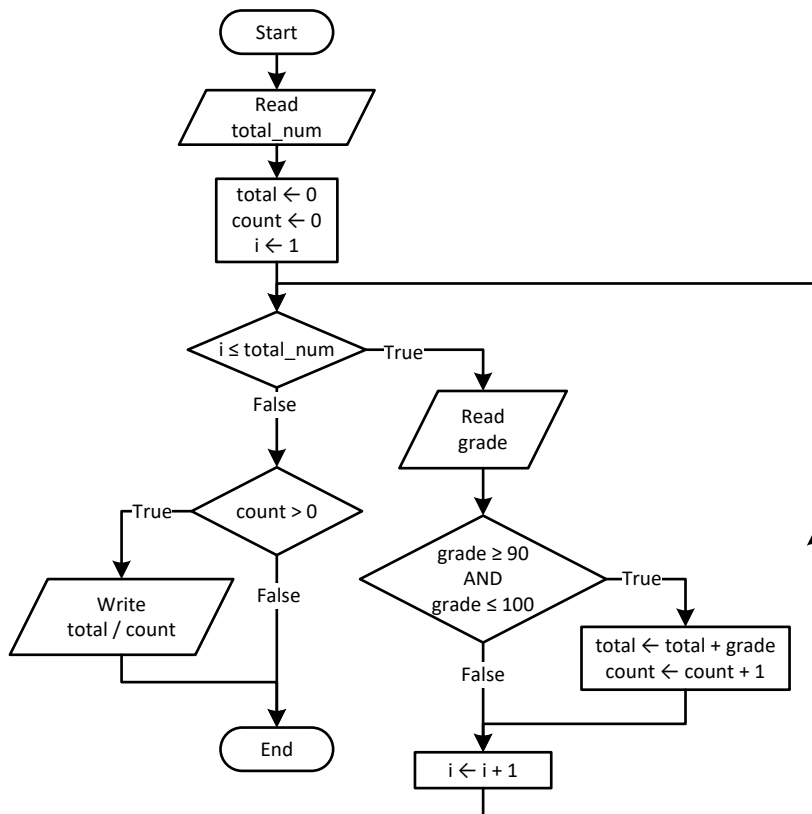 Start
Read
total_num
total ← 0
count ← 0
i ← 1
i ≤ total_num
True
False
Read
grade
count > 0
True
False
Write
total / count
grade ≥ 90
AND
grade ≤ 100
True
False
total ← total + grade
count ← count + 1
End
i ← i + 1